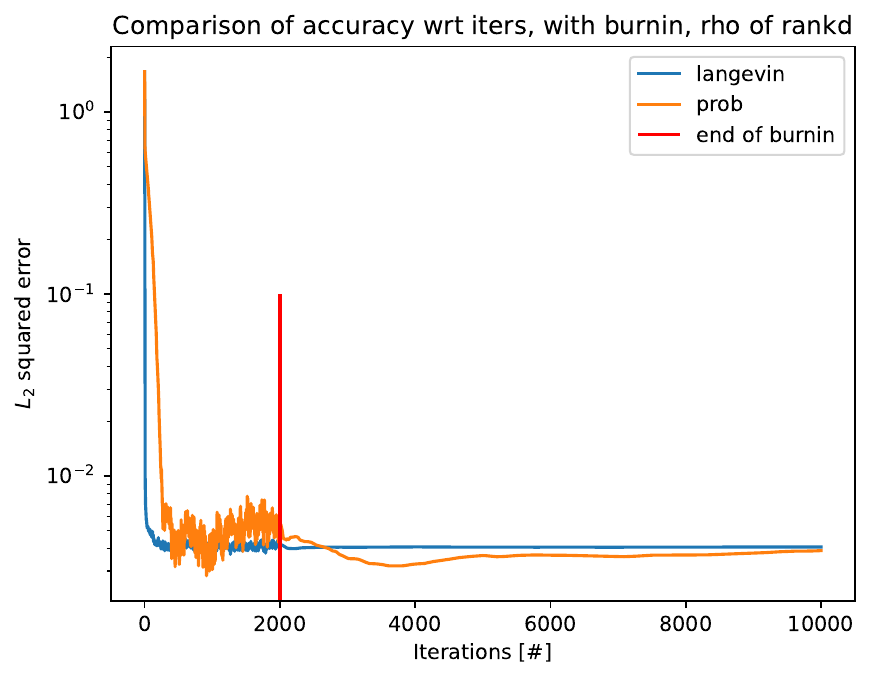 Comparison of accuracy wrt iters, with burnin, rho of rankd
langevin
prob
end of burnin
L₂ squared error
10⁰
10⁻¹
10⁻²
0 2000 4000 6000 8000 10000
Iterations [#]